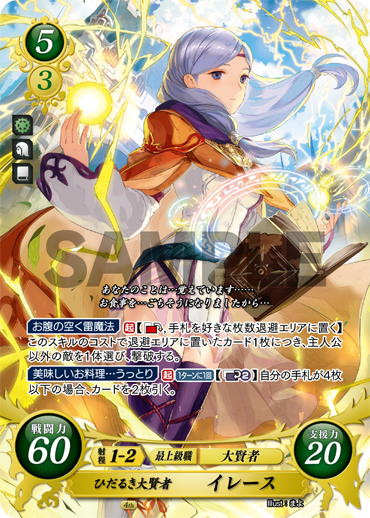 5
3
SAMPLE
あなたのことは…覚えています……
お食事を…ごちそうになりましたから…
お腹の空く雷魔法 起【 ,手札を好きな枚数退避エリアに置く】
このスキルのコストで退避エリアに置いたカード1枚につき、主人公
以外の敵を1体選び、撃破する。
美味しいお料理…うっとり 起 1ターンに1回【 2】自分の手札が4枚
以下の場合、カードを2枚引く。
戦闘力
60
射程 1-2 最上級職 大賢者
支援力
20
ひだるき大賢者 イレース
4th